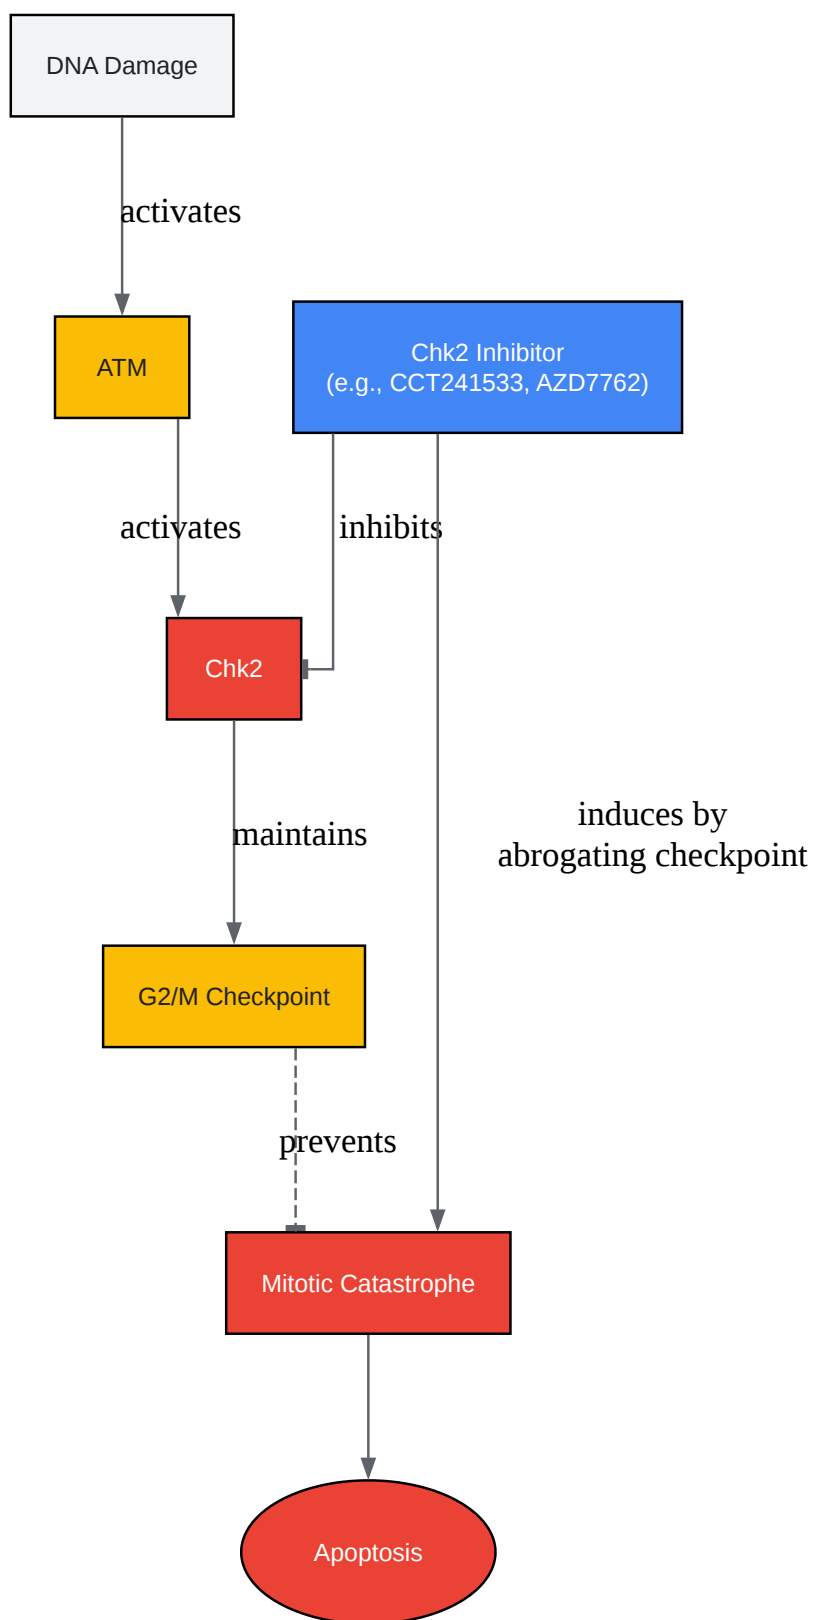 DNA Damage
activates
ATM
Chk2 Inhibitor
(e.g., CCT241533, AZD7762)
activates
inhibits
Chk2
maintains
induces by
abrogating checkpoint
G2/M Checkpoint
prevents
Mitotic Catastrophe
Apoptosis